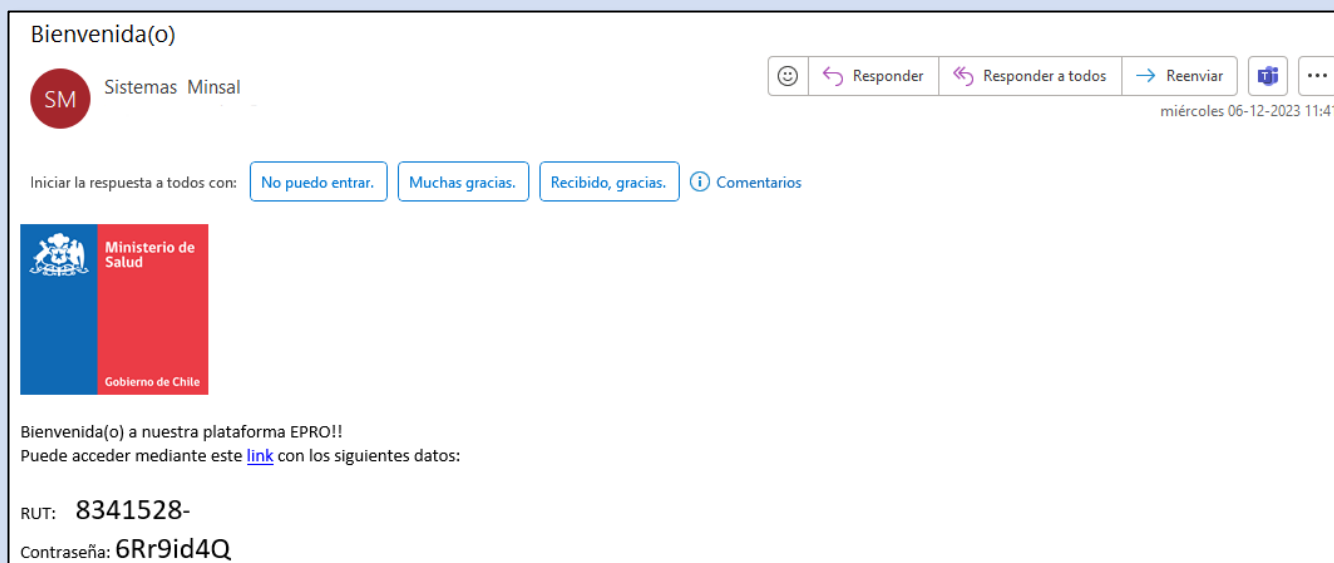 Bienvenida(o)
SM
Sistemas Minsal
Responder
Responder a todos
Reenviar
miércoles 06-12-2023 11:41
Iniciar la respuesta a todos con:
No puedo entrar.
Muchas gracias.
Recibido, gracias.
Comentarios
Ministerio de
Salud
Gobierno de Chile
Bienvenida(o) a nuestra plataforma EPRO!!
Puede acceder mediante este link con los siguientes datos:
RUT: 8341528-
Contraseña: 6Rr9id4Q